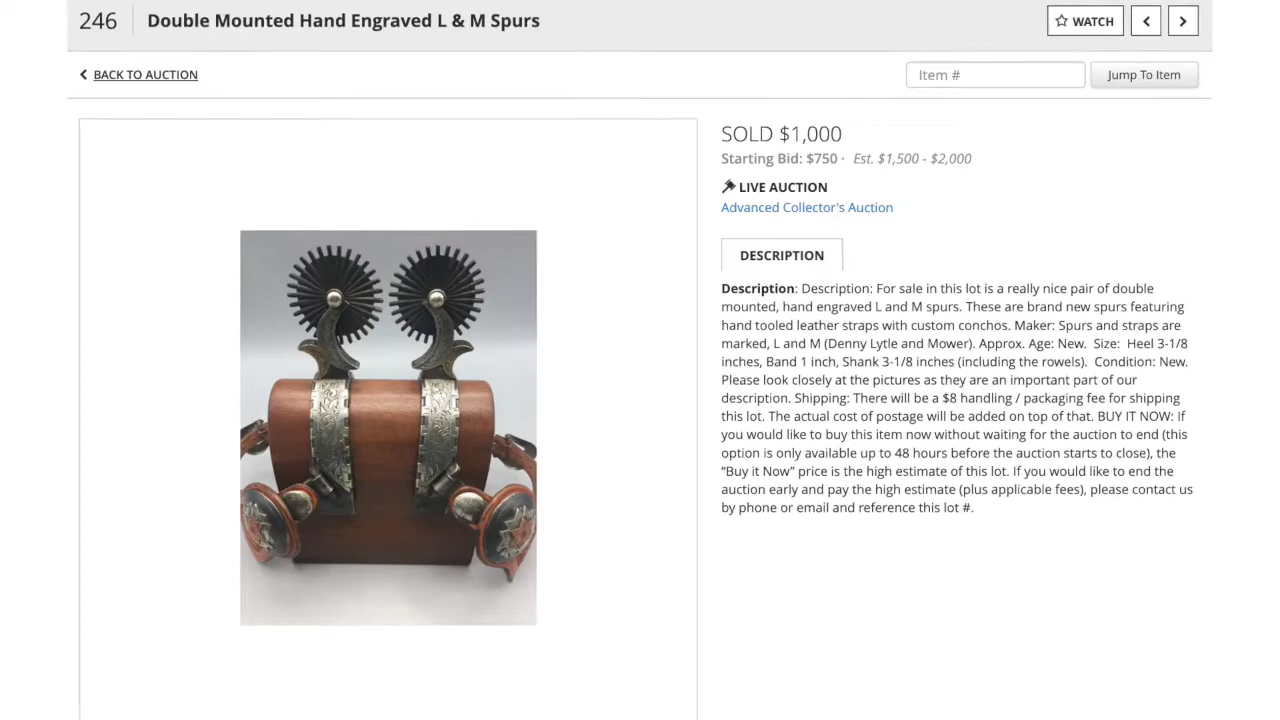 246 Double Mounted Hand Engraved L & M Spurs WATCH
BACK TO AUCTION Item # Jump To Item
SOLD $1,000
Starting Bid: $750 · Est. $1,500 - $2,000
LIVE AUCTION
Advanced Collector's Auction
DESCRIPTION
Description: Description: For sale in this lot is a really nice pair of double
mounted, hand engraved L and M spurs. These are brand new spurs featuring
hand tooled leather straps with custom conchos. Maker: Spurs and straps are
marked, L and M (Denny Lytle and Mower). Approx. Age: New. Size: Heel 3-1/8
inches, Band 1 inch, Shank 3-1/8 inches (including the rowels). Condition: New.
Please look closely at the pictures as they are an important part of our
description. Shipping: There will be a $8 handling / packaging fee for shipping
this lot. The actual cost of postage will be added on top of that. BUY IT NOW: If
you would like to buy this item now without waiting for the auction to end (this
option is only available up to 48 hours before the auction starts to close), the
“Buy it Now” price is the high estimate of this lot. If you would like to end the
auction early and pay the high estimate (plus applicable fees), please contact us
by phone or email and reference this lot #.